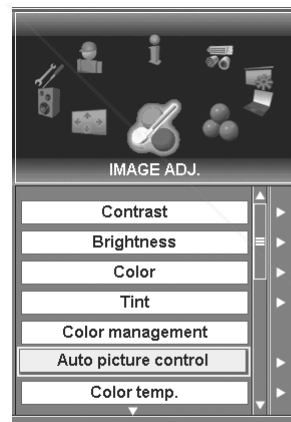 IMAGE ADJ.
Contrast
Brightness
Color
Tint
Color management
Auto picture control
Color temp.